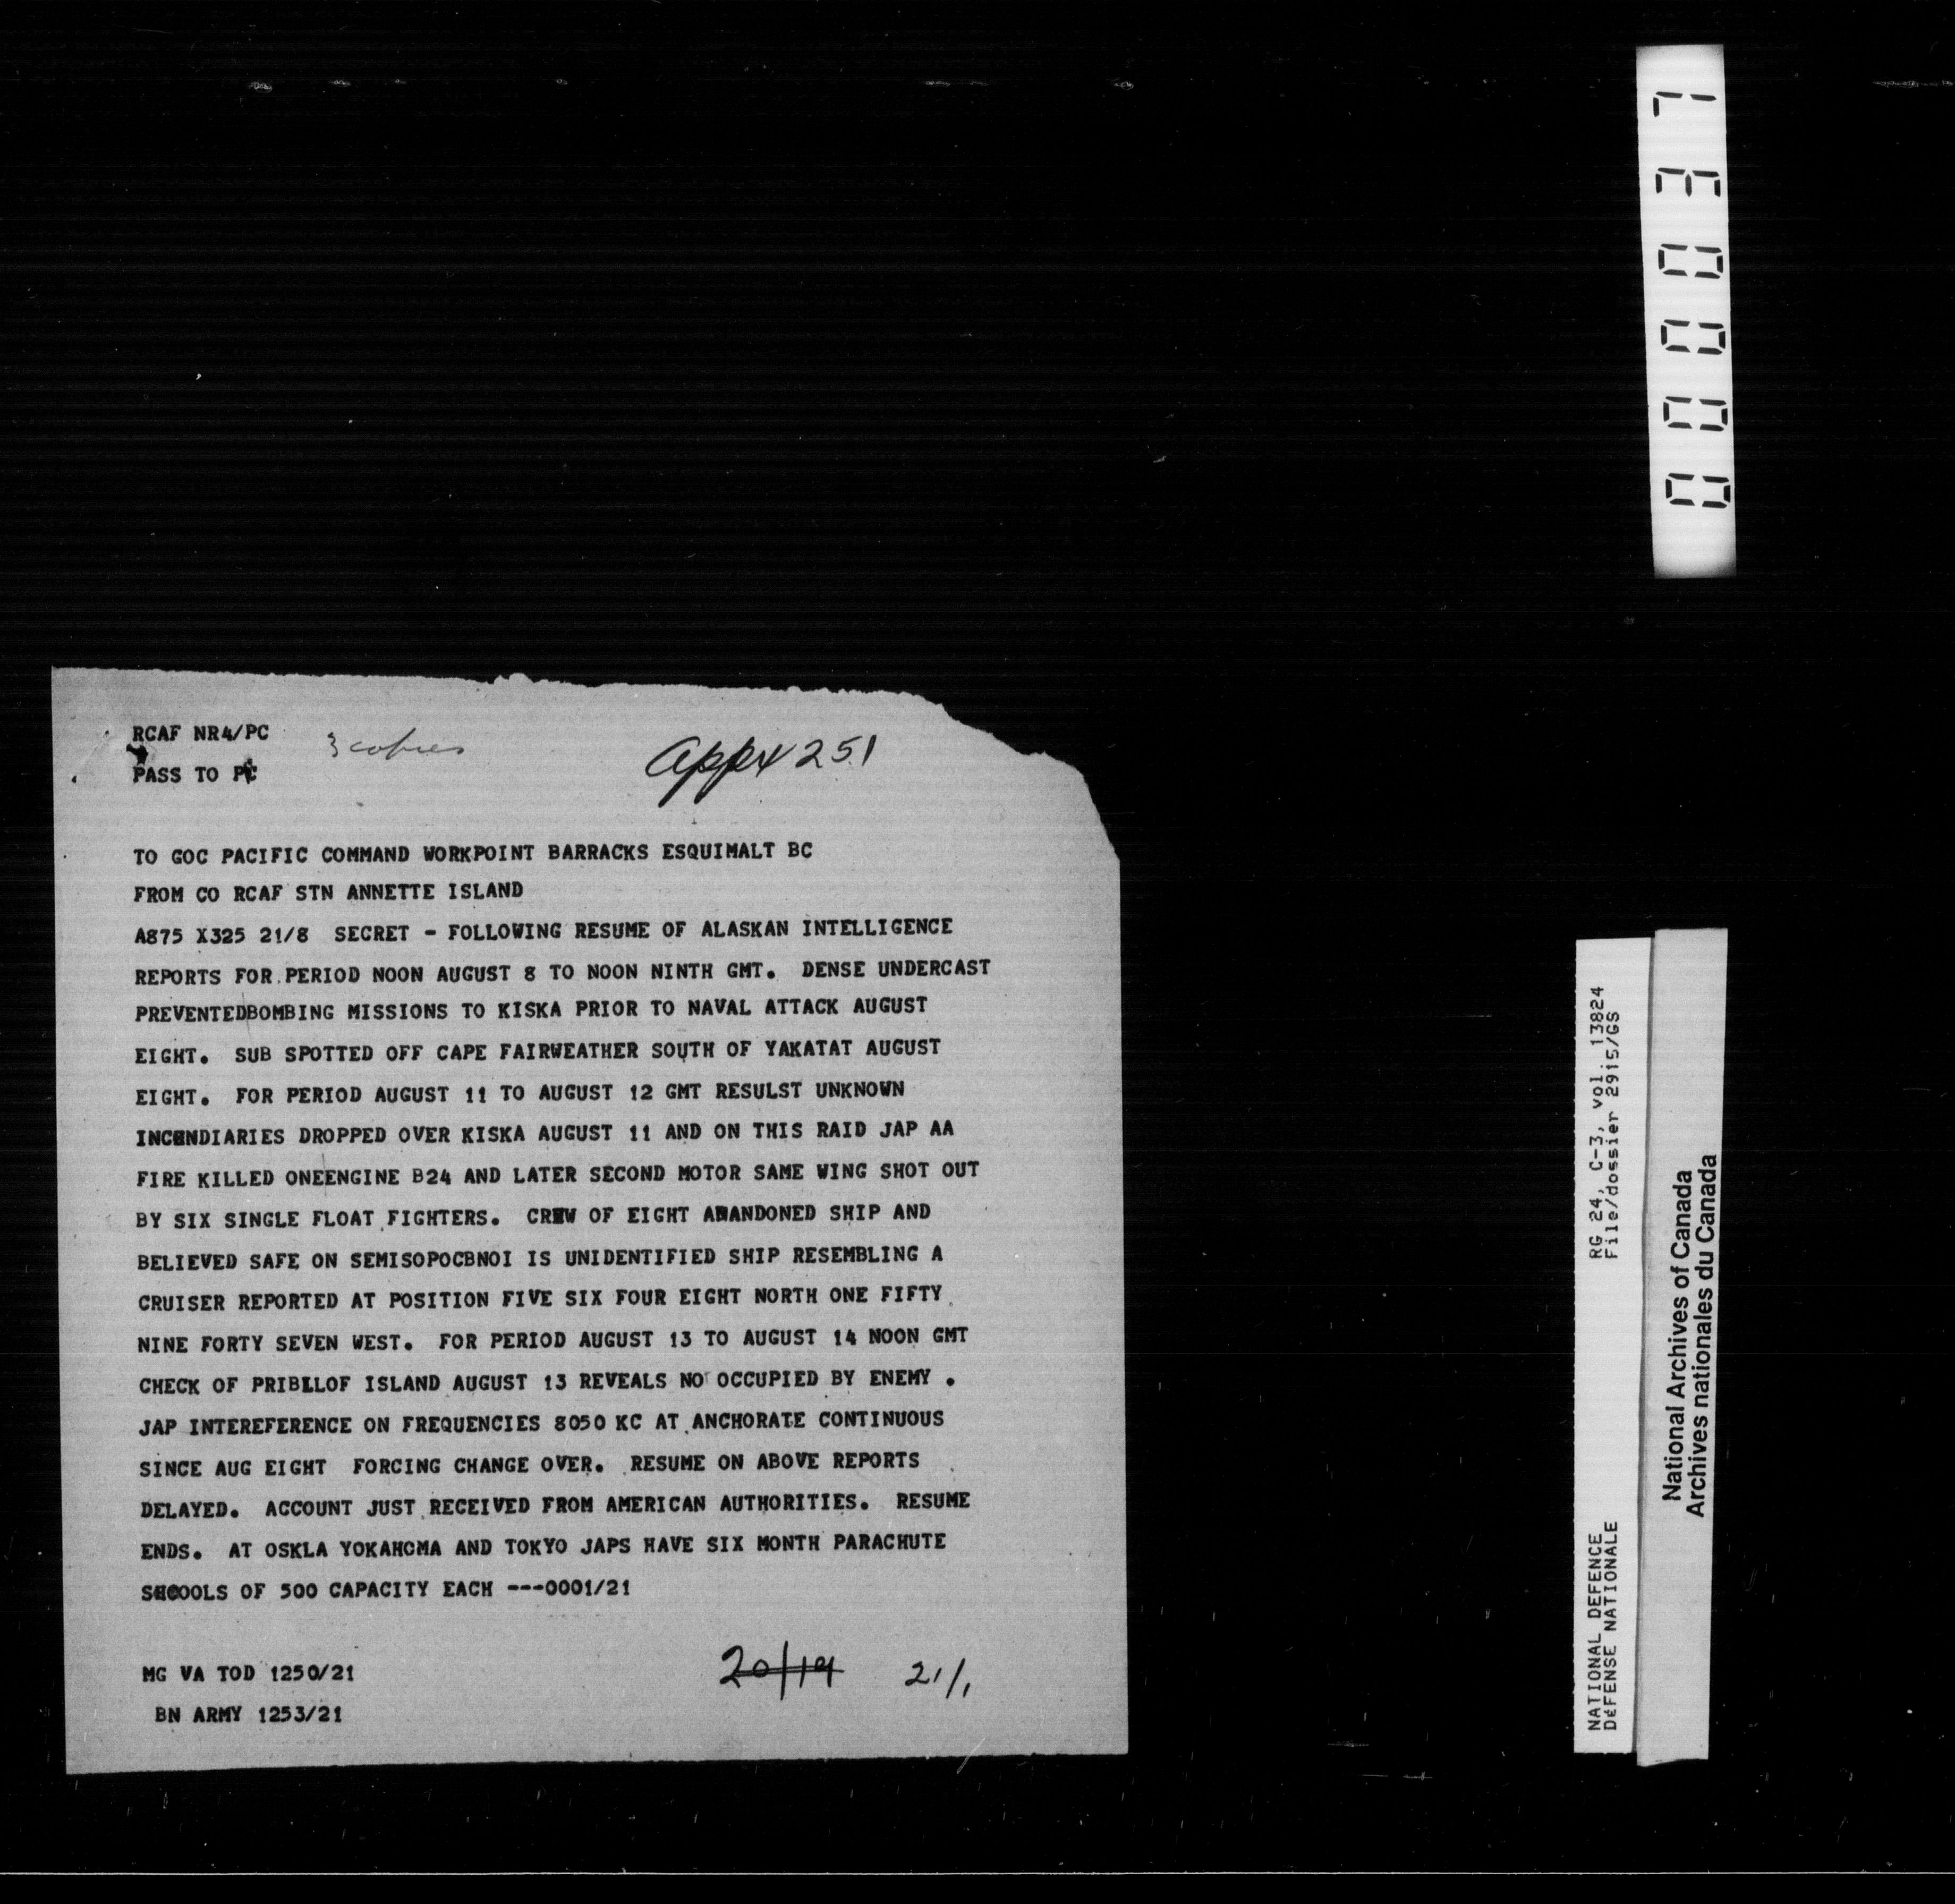 RCAF NR4/PC
3 copies
Appx 251
PASS TO PC
TO GOC PACIFIC COMMAND WORKPOINT BARRACKS ESQUIMALT BC
FROM CO RCAF STN ANNETTE ISLAND
A875 X325 21/8 SECRET - FOLLOWING RESUME OF ALASKAN INTELLIGENCE
REPORTS FOR PERIOD NOON AUGUST 8 TO NOON NINTH GMT. DENSE UNDERCAST
PREVENTEDBOMBING MISSIONS TO KISKA PRIOR TO NAVAL ATTACK AUGUST
EIGHT. SUB SPOTTED OFF CAPE FAIRWEATHER SOUTH OF YAKATAT AUGUST
EIGHT. FOR PERIOD AUGUST 11 TO AUGUST 12 GMT RESULST UNKNOWN
INCENDIARIES DROPPED OVER KISKA AUGUST 11 AND ON THIS RAID JAP AA
FIRE KILLED ONEENGINE B24 AND LATER SECOND MOTOR SAME WING SHOT OUT
BY SIX SINGLE FLOAT FIGHTERS. CREW OF EIGHT ABANDONED SHIP AND
BELIEVED SAFE ON SEMISOPOCBNOI IS UNIDENTIFIED SHIP RESEMBLING A
CRUISER REPORTED AT POSITION FIVE SIX FOUR EIGHT NORTH ONE FIFTY
NINE FORTY SEVEN WEST. FOR PERIOD AUGUST 13 TO AUGUST 14 NOON GMT
CHECK OF PRIBLLOF ISLAND AUGUST 13 REVEALS NO OCCUPIED BY ENEMY .
JAP INTEREFERENCE ON FREQUENCIES 8050 KC AT ANCHORATE CONTINUOUS
SINCE AUG EIGHT FORCING CHANGE OVER. RESUME ON ABOVE REPORTS
DELAYED. ACCOUNT JUST RECEIVED FROM AMERICAN AUTHORITIES. RESUME
ENDS. AT OSKLA YOKAHOMA AND TOKYO JAPS HAVE SIX MONTH PARACHUTE
SHCOOLS OF 500 CAPACITY EACH ---0001/21
MG VA TOD 1250/21
BN ARMY 1253/21
20/19
21/1
000037
RG 24, C-3, vol. 13824
File/dossier 2915/GS
NATIONAL DEFENCE
DÉFENSE NATIONALE
National Archives of Canada
Archives nationales du Canada